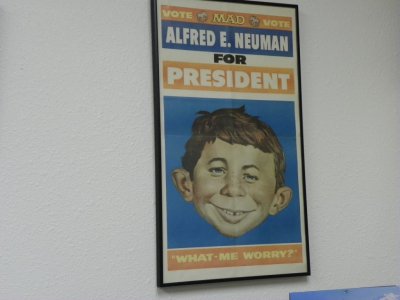 VOTE MAD VOTE
ALFRED E. NEUMAN
FOR
PRESIDENT
"WHAT-ME WORRY?"